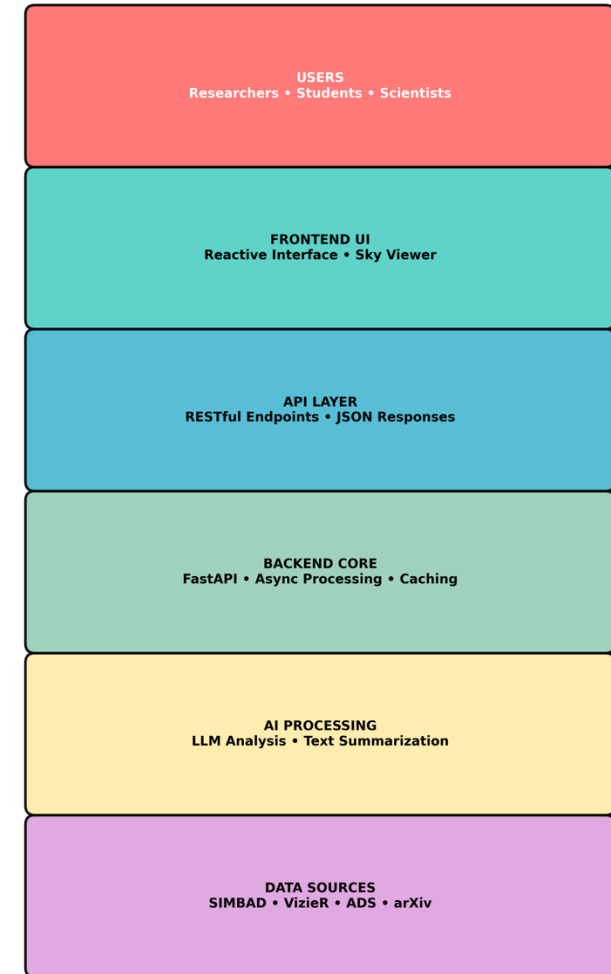 USERS
Researchers • Students • Scientists
FRONTEND UI
Reactive Interface • Sky Viewer
API LAYER
RESTful Endpoints • JSON Responses
BACKEND CORE
FastAPI • Async Processing • Caching
AI PROCESSING
LLM Analysis • Text Summarization
DATA SOURCES
SIMBAD • VizieR • ADS • arXiv